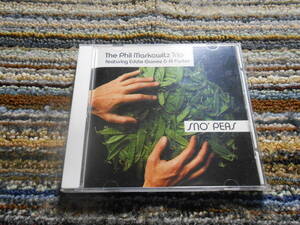 The Phil Markowitz Trio
featuring Eddie Gomez & Al Foster
SNO' PEAS